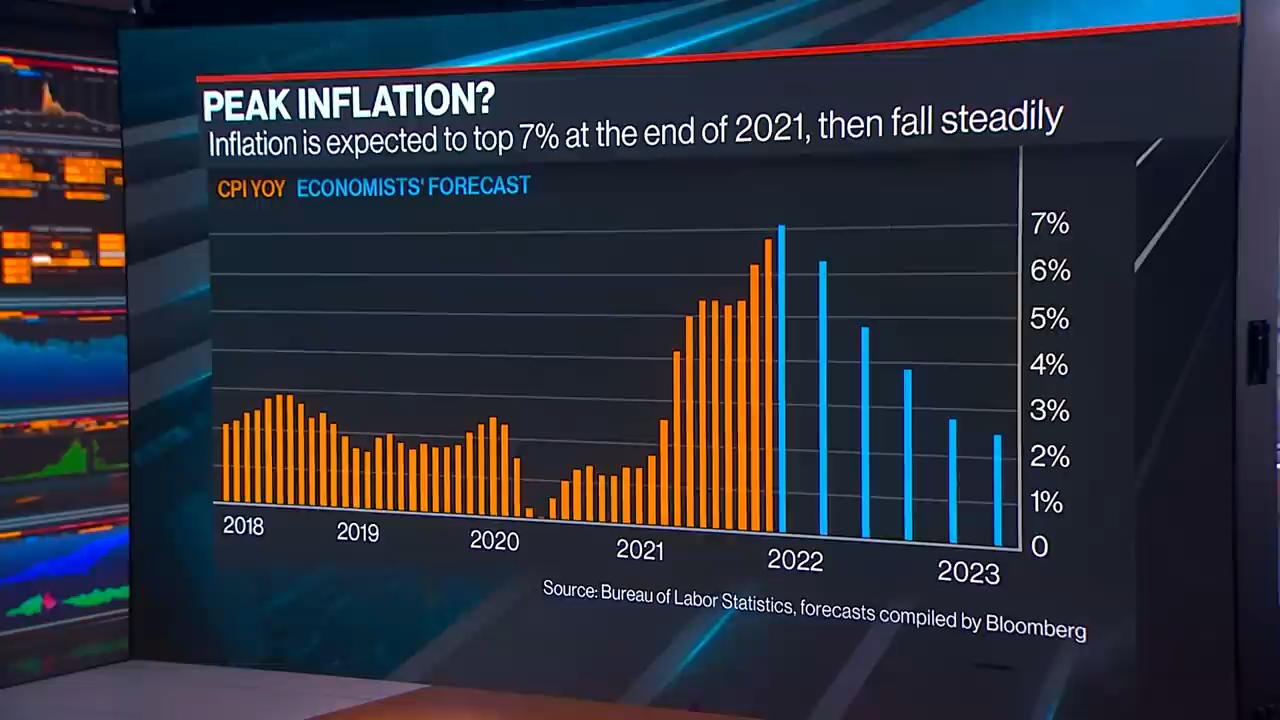 PEAK INFLATION?
Inflation is expected to top 7% at the end of 2021, then fall steadily
CPI YOY ECONOMISTS' FORECAST
7%
6%
5%
4%
3%
2%
1%
0
2018 2019 2020 2021 2022 2023
Source: Bureau of Labor Statistics, forecasts compiled by Bloomberg